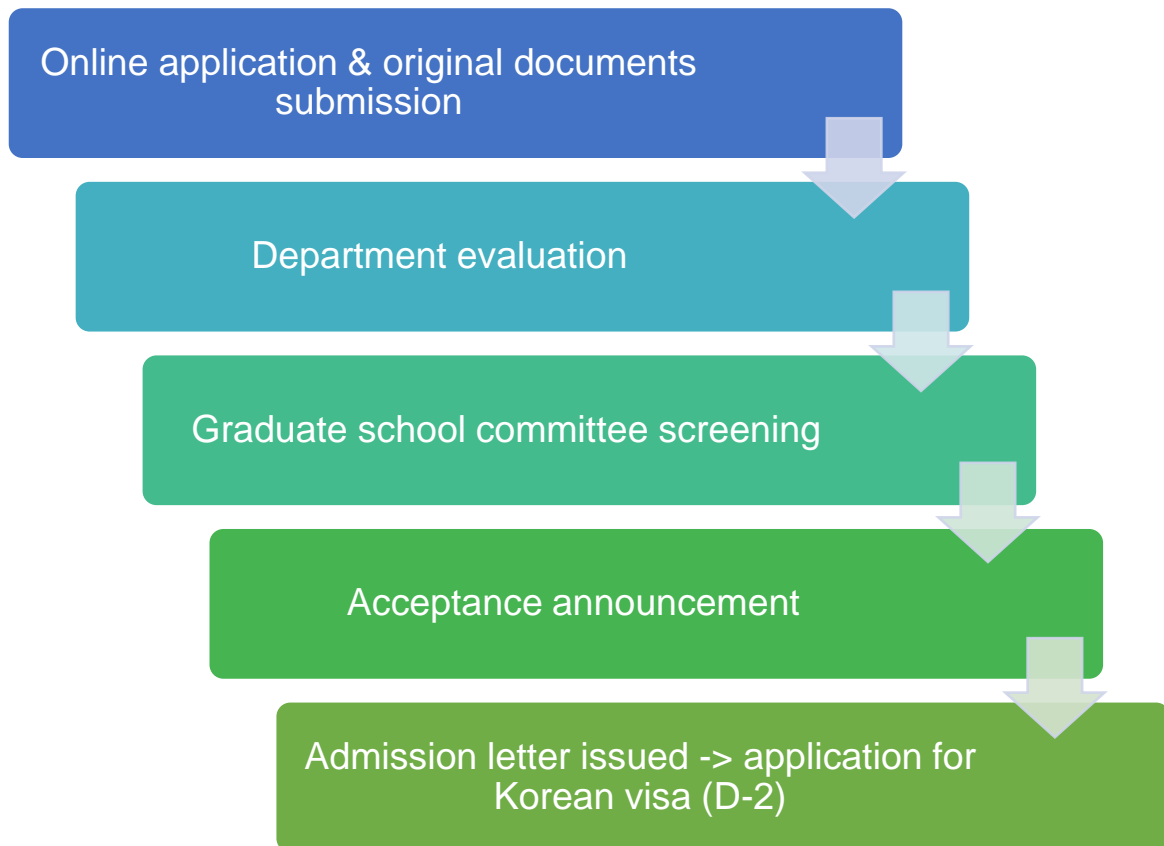 Online application & original documents
submission
Department evaluation
Graduate school committee screening
Acceptance announcement
Admission letter issued -> application for
Korean visa (D-2)